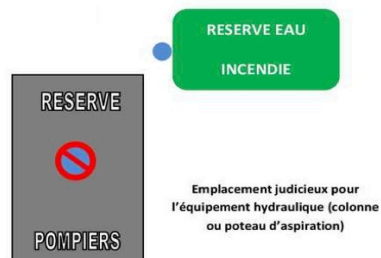 RESERVE EAU
INCENDIE
RESERVE
POMPIERS
Emplacement judicieux pour
l'équipement hydraulique (colonne
ou poteau d'aspiration)